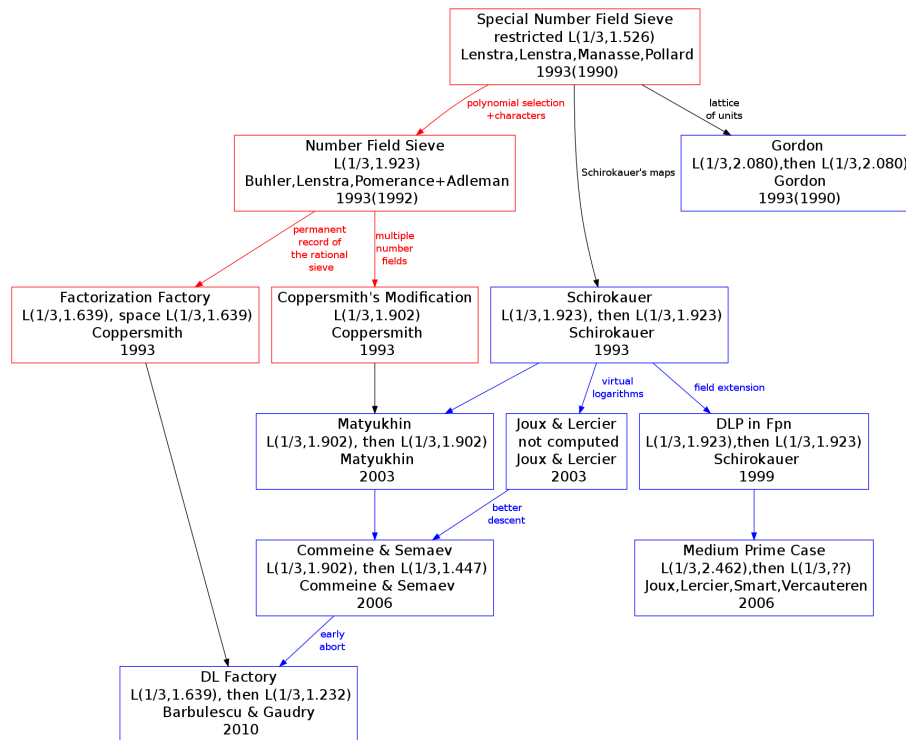 Special Number Field Sieve
restricted L(1/3,1.526)
Lenstra,Lenstra,Manasse,Pollard
1993(1990)
polynomial selection
+characters
lattice
of units
Number Field Sieve
L(1/3,1.923)
Buhler,Lenstra,Pomerance+Adleman
1993(1992)
Schirokauer's maps
Gordon
L(1/3,2.080),then L(1/3,2.080)
Gordon
1993(1990)
permanent
record of
the rational
sieve
multiple
number
fields
Factorization Factory
L(1/3,1.639), space L(1/3,1.639)
Coppersmith
1993
Coppersmith's Modification
L(1/3,1.902)
Coppersmith
1993
Schirokauer
L(1/3,1.923), then L(1/3,1.923)
Schirokauer
1993
virtual
logarithms
field extension
Matyukhin
L(1/3,1.902), then L(1/3,1.902)
Matyukhin
2003
Joux & Lercier
not computed
Joux & Lercier
2003
DLP in Fpn
L(1/3,1.923),then L(1/3,1.923)
Schirokauer
1999
better
descent
Commeine & Semaev
L(1/3,1.902), then L(1/3,1.447)
Commeine & Semaev
2006
Medium Prime Case
L(1/3,2.462),then L(1/3,??)
Joux,Lercier,Smart,Vercauteren
2006
early
abort
DL Factory
L(1/3,1.639), then L(1/3,1.232)
Barbulescu & Gaudry
2010